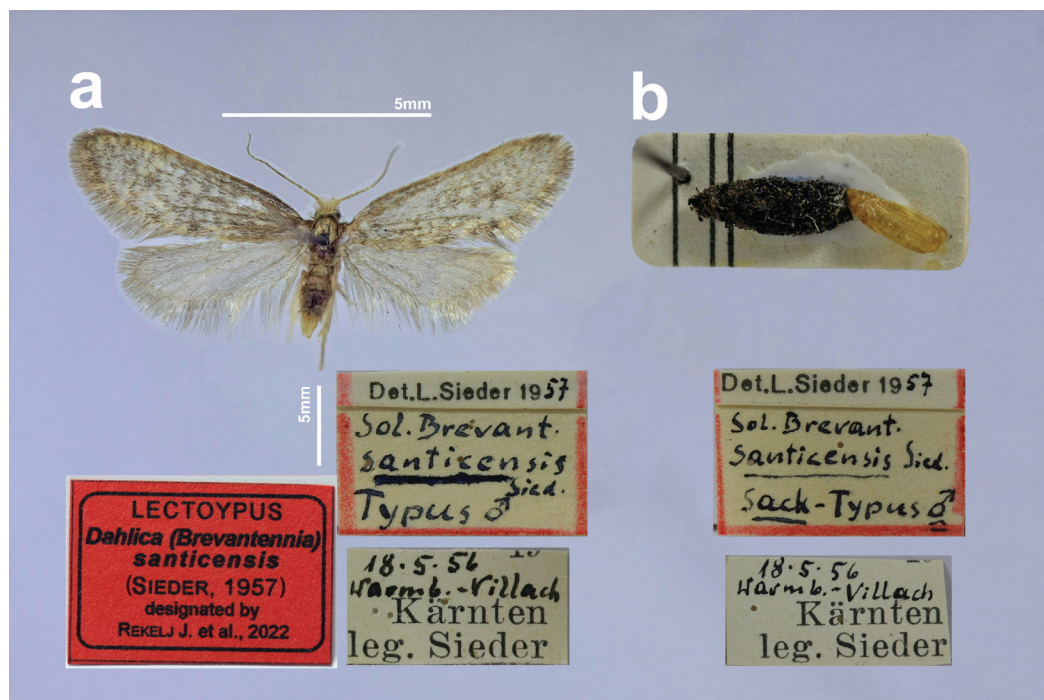 a
5mm
b
5mm
Det.L.Sieder 1957
Sol. Brevant.
santicensis
Sied.
Typus ♂
18.5.56
Warmb.-Villach
Kärnten
leg. Sieder
LECTOYPUS
Dahlica (Brevantennia)
santicensis
(SIEDER, 1957)
designated by
REKELJ J. et al., 2022
Det.L.Sieder 1957
Sol. Brevant.
santicensis Sied.
Sack-Typus ♂
18.5.56
Warmb.-Villach
Kärnten
leg. Sieder